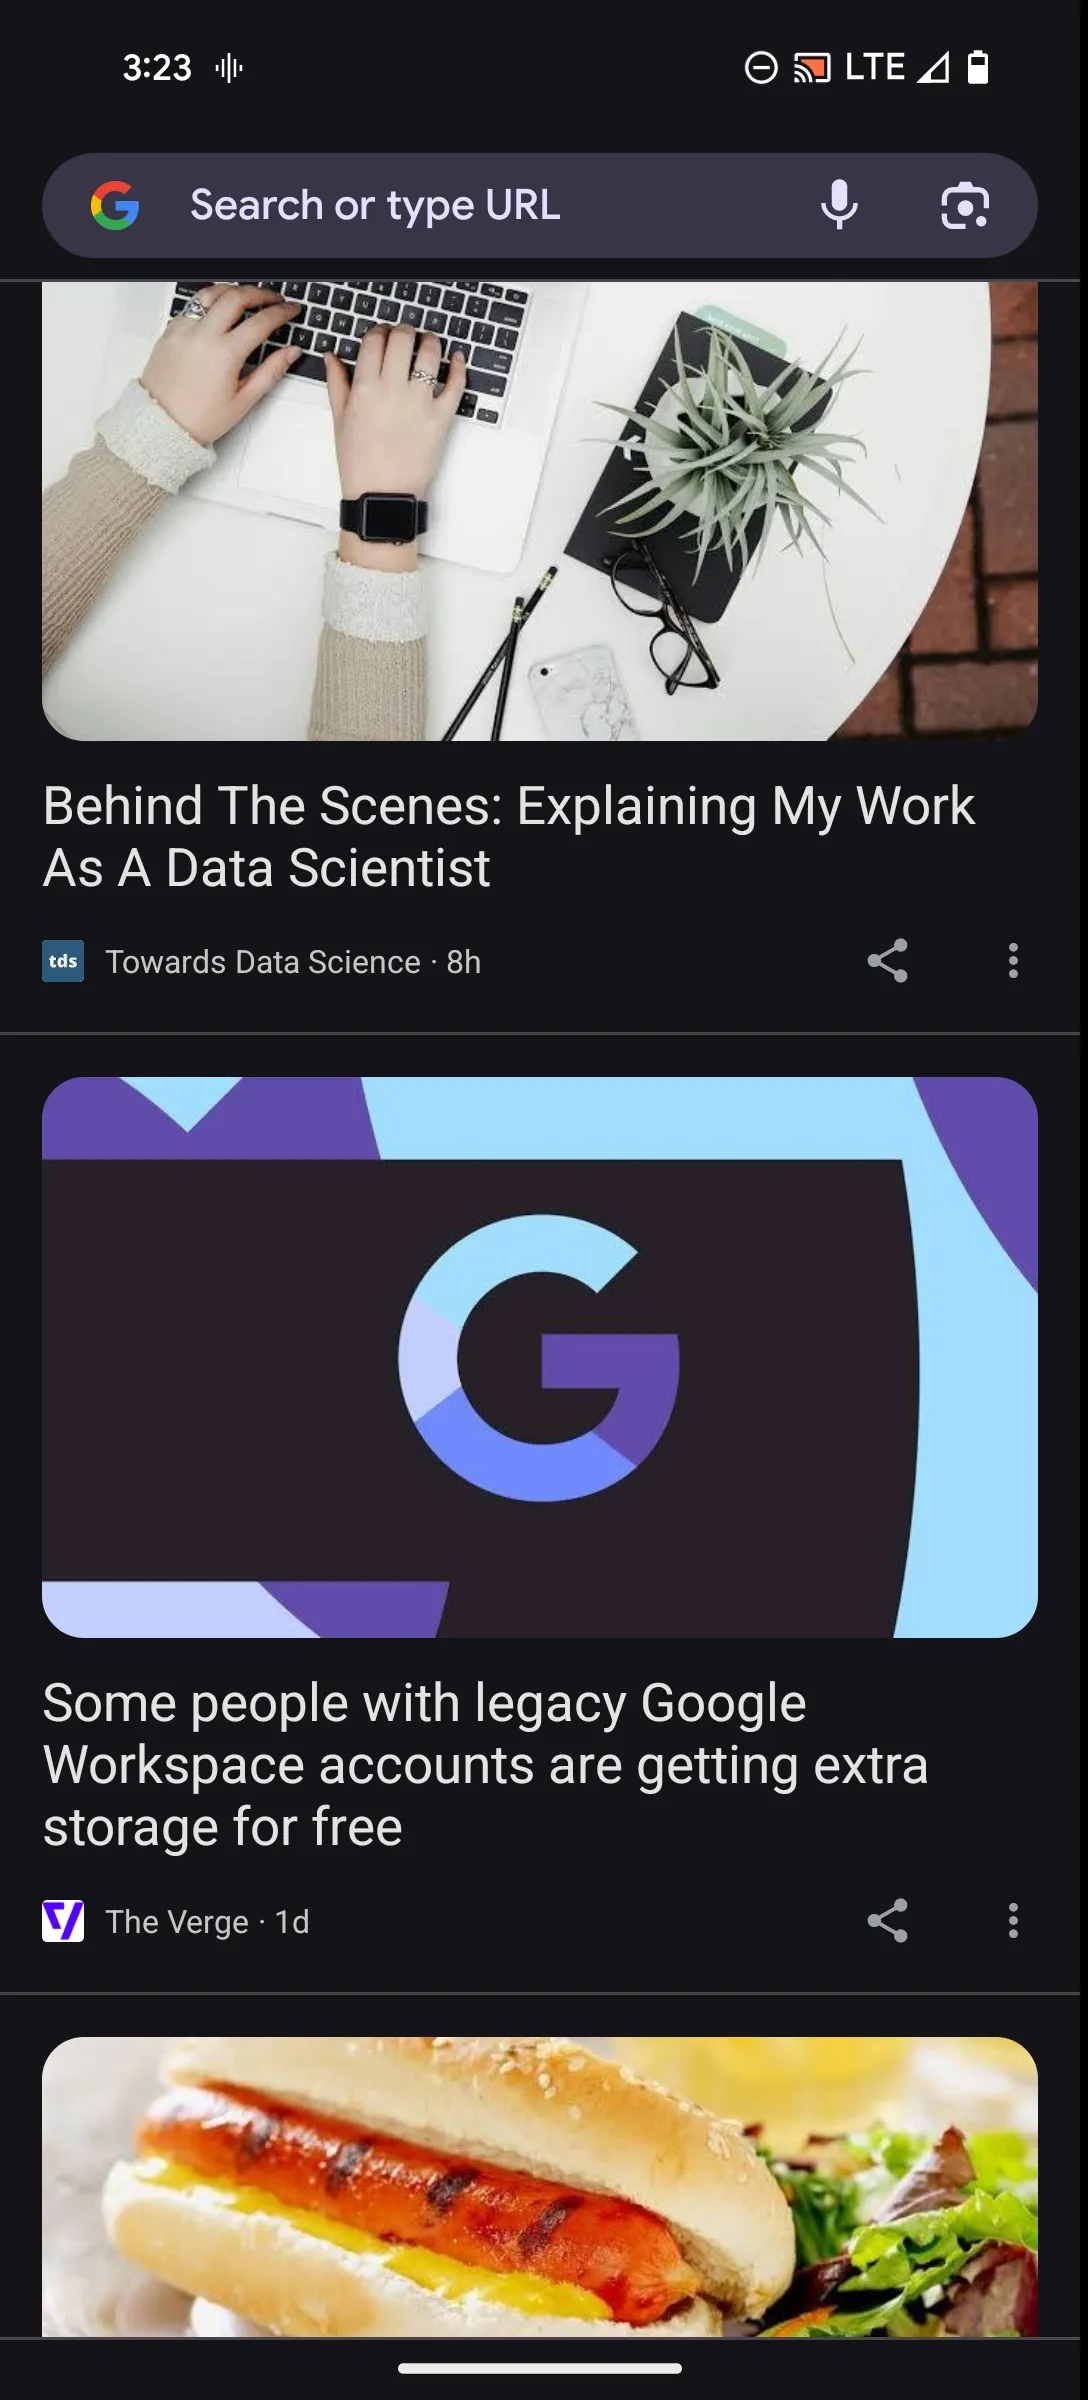 3:23
LTE
Search or type URL
Behind The Scenes: Explaining My Work
As A Data Scientist
tds
Towards Data Science · 8h
Some people with legacy Google
Workspace accounts are getting extra
storage for free
The Verge · 1d